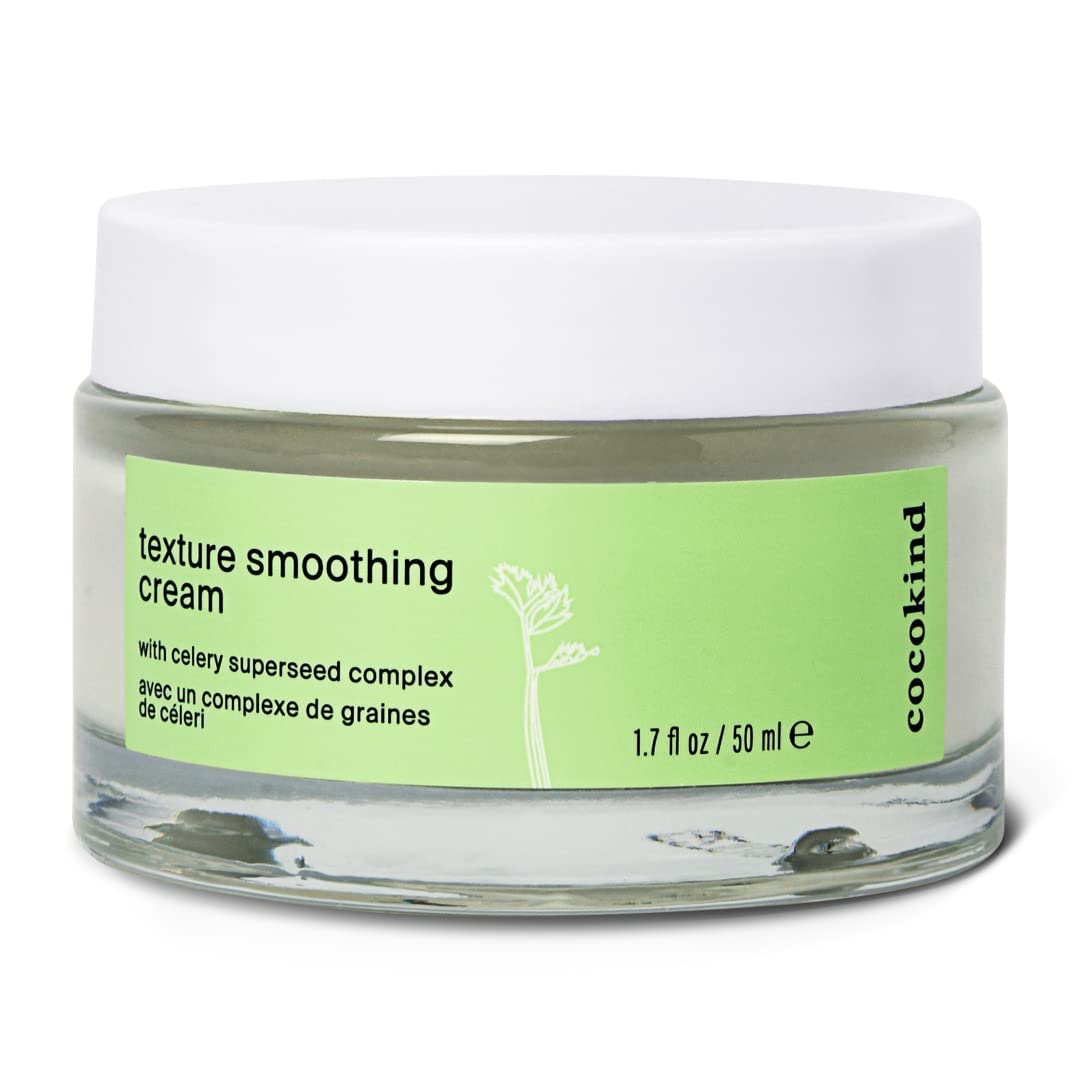 texture smoothing
cream
with celery superseed complex
avec un complexe de graines
de céleri
1.7 fl oz / 50 ml ℮
cocokind